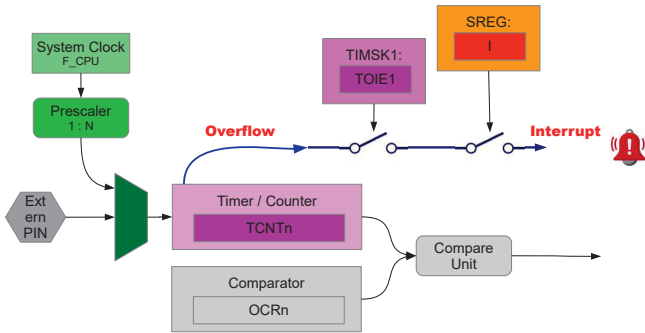 SREG:
I
TIMSK1:
TOIE1
System Clock
F_CPU
Prescaler
1 : N
Overflow
Interrupt
Ext
ern
PIN
Timer / Counter
TCNTn
Compare
Unit
Comparator
OCRn